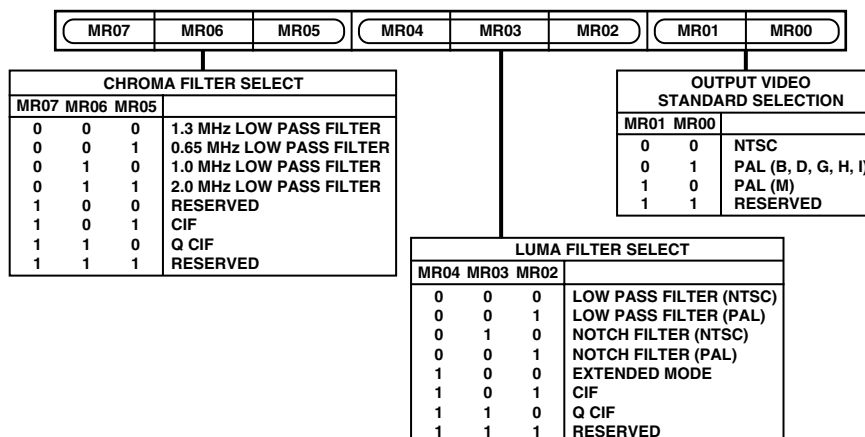 MR07 MR06 MR05 MR04 MR03 MR02 MR01 MR00
CHROMA FILTER SELECT
MR07 MR06 MR05
0 0 0 1.3 MHz LOW PASS FILTER
0 0 1 0.65 MHz LOW PASS FILTER
0 1 0 1.0 MHz LOW PASS FILTER
0 1 1 2.0 MHz LOW PASS FILTER
1 0 0 RESERVED
1 0 1 CIF
1 1 0 Q CIF
1 1 1 RESERVED
OUTPUT VIDEO
STANDARD SELECTION
MR01 MR00
0 0 NTSC
0 1 PAL (B, D, G, H, I)
1 0 PAL (M)
1 1 RESERVED
LUMA FILTER SELECT
MR04 MR03 MR02
0 0 0 LOW PASS FILTER (NTSC)
0 0 1 LOW PASS FILTER (PAL)
0 1 0 NOTCH FILTER (NTSC)
0 0 1 NOTCH FILTER (PAL)
1 0 0 EXTENDED MODE
1 0 1 CIF
1 1 0 Q CIF
1 1 1 RESERVED